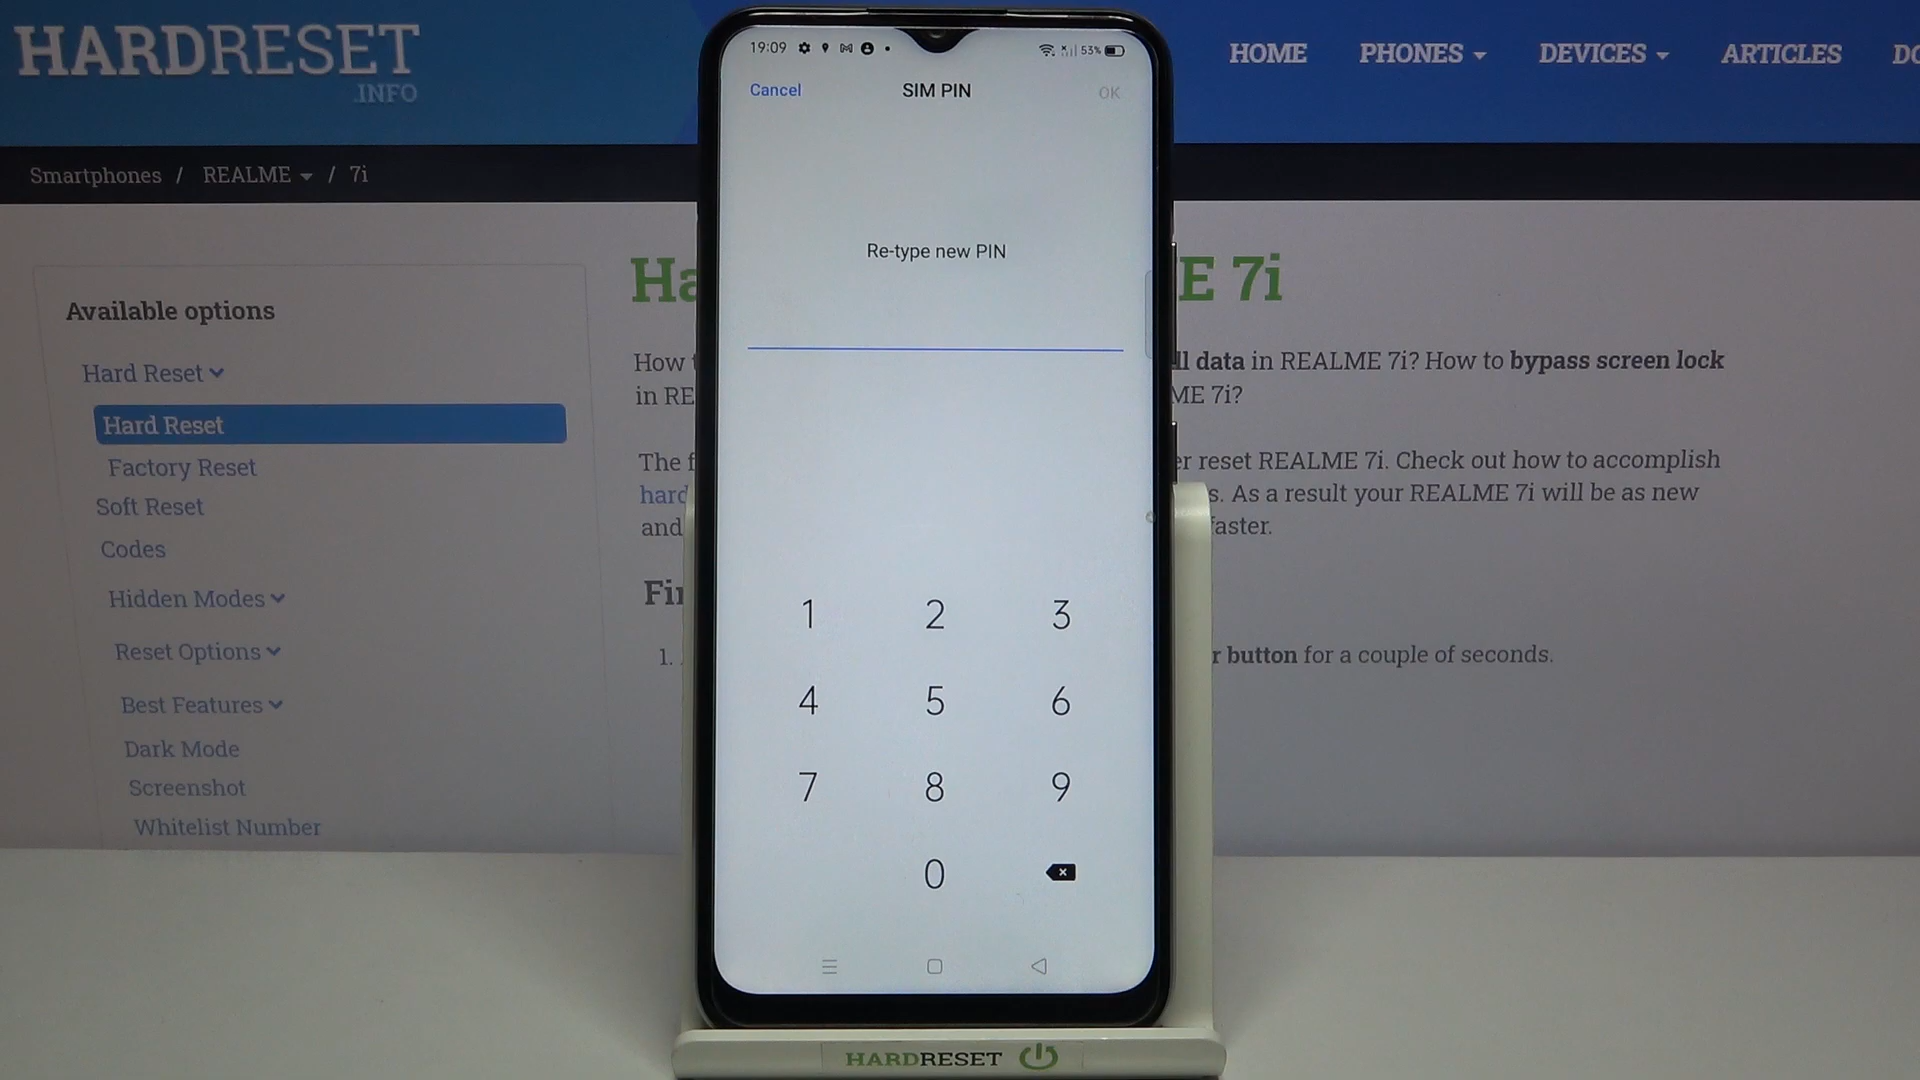 HARDRESET
.INFO
HOME PHONES DEVICES ARTICLES
Smartphones / REALME / 7i
Available options
Hard Reset
Hard Reset
Factory Reset
Soft Reset
Codes
Hidden Modes
Reset Options
Best Features
Dark Mode
Screenshot
Whitelist Number
19:09 53%
Cancel SIM PIN OK
Re-type new PIN
1 2 3
4 5 6
7 8 9
0
E 7i
How
data in REALME 7i? How to bypass screen lock
in
7i?
The
reset REALME 7i. Check out how to accomplish
s. As a result your REALME 7i will be as new
and
faster.
1.
button for a couple of seconds.
HARDRESET